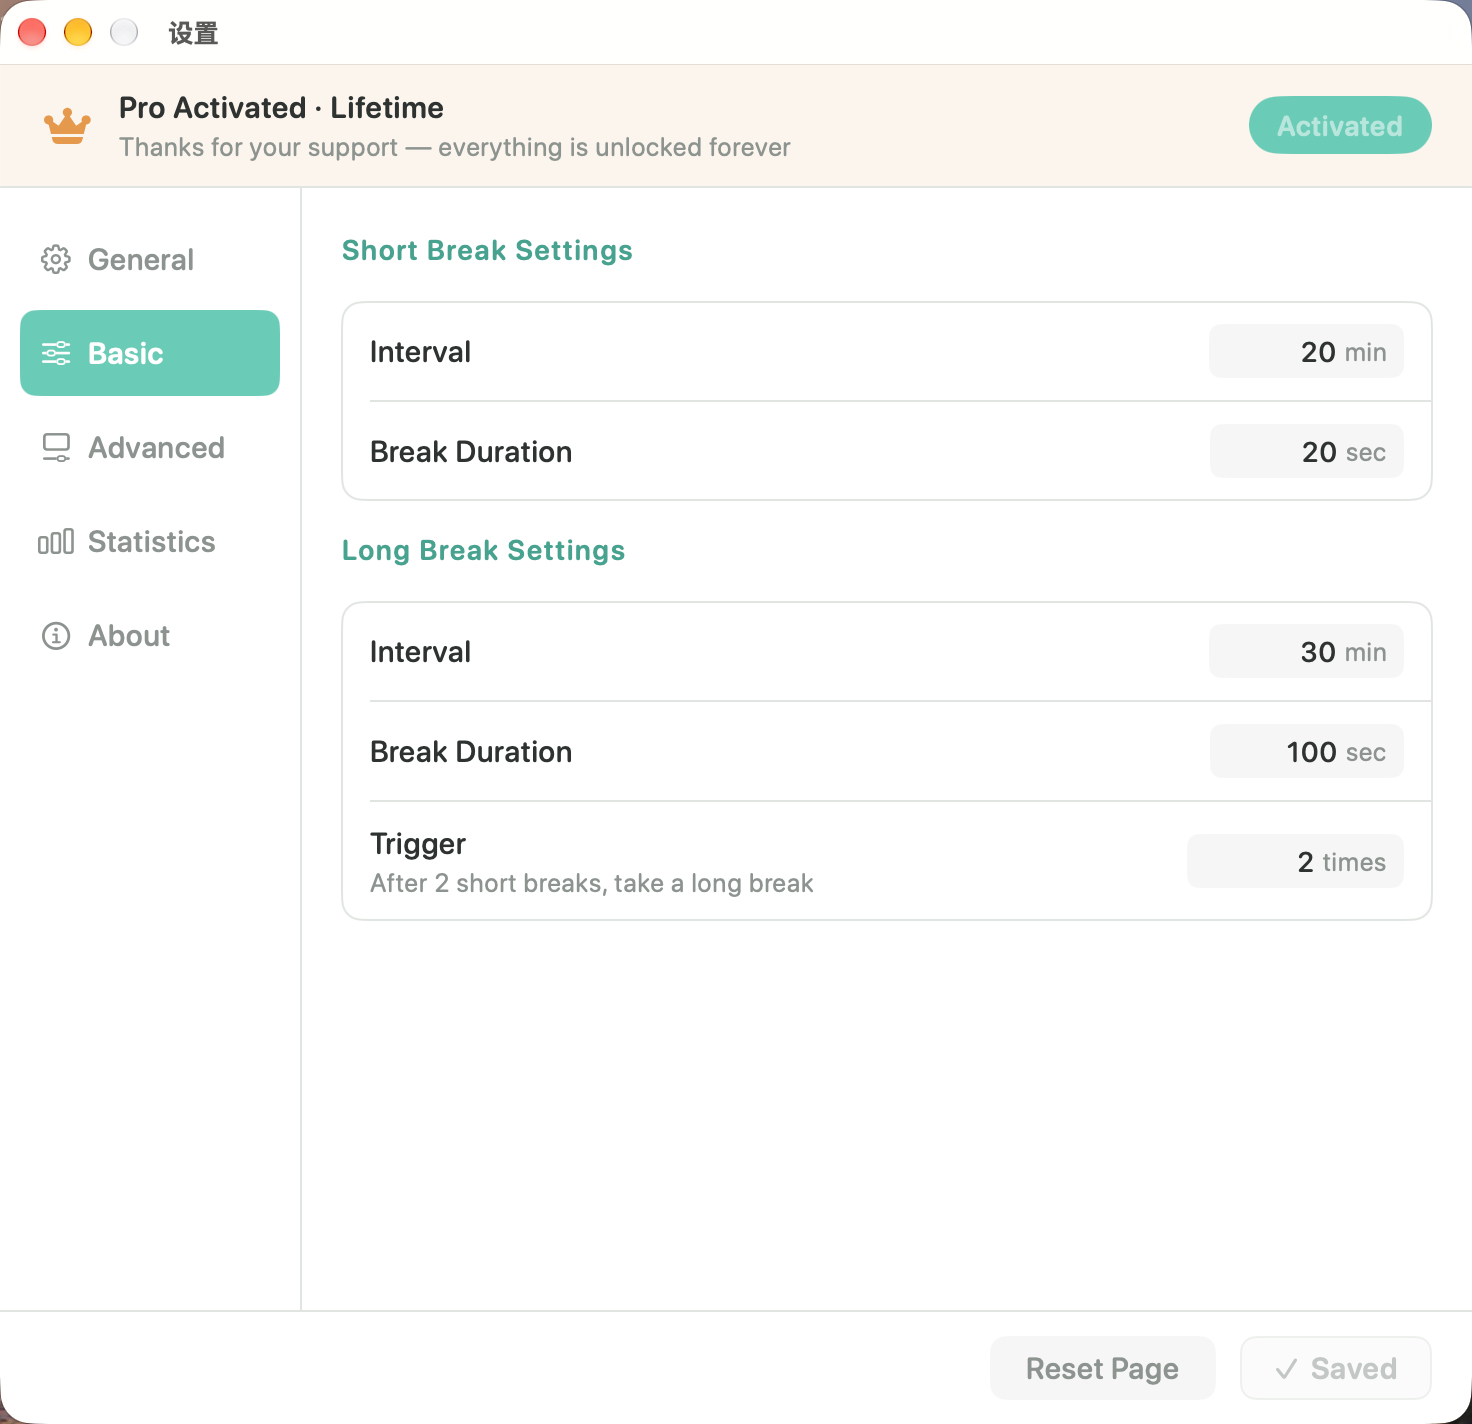 设置
Pro Activated · Lifetime
Thanks for your support — everything is unlocked forever
Activated
General
Basic
Advanced
Statistics
About
Short Break Settings
Interval
20 min
Break Duration
20 sec
Long Break Settings
Interval
30 min
Break Duration
100 sec
Trigger
After 2 short breaks, take a long break
2 times
Reset Page
✓ Saved